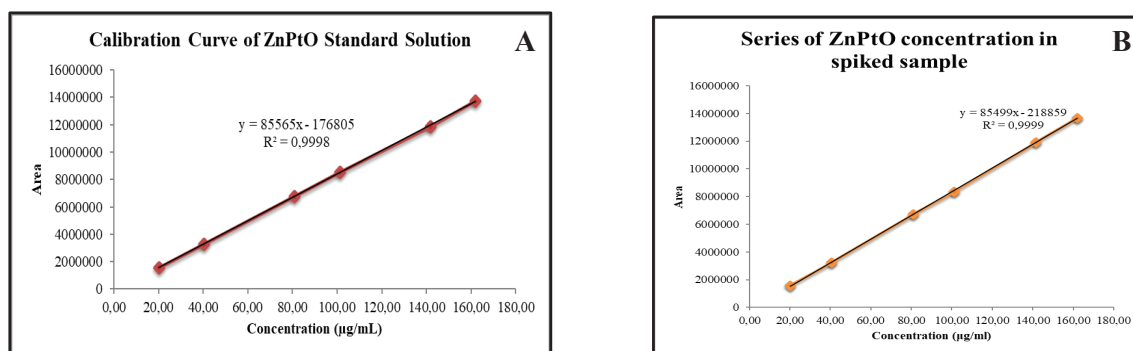 Calibration Curve of ZnPtO Standard Solution
A
16000000
14000000
12000000
10000000
8000000
6000000
4000000
2000000
0
Area
y = 85565x - 176805
R² = 0,9998
0,00 20,00 40,00 60,00 80,00 100,00 120,00 140,00 160,00 180,00
Concentration (µg/mL)
Series of ZnPtO concentration in
spiked sample
B
16000000
14000000
12000000
10000000
8000000
6000000
4000000
2000000
0
Area
y = 85499x - 218859
R² = 0,9999
0,00 20,00 40,00 60,00 80,00 100,00 120,00 140,00 160,00 180,00
Concentration (µg/mL)